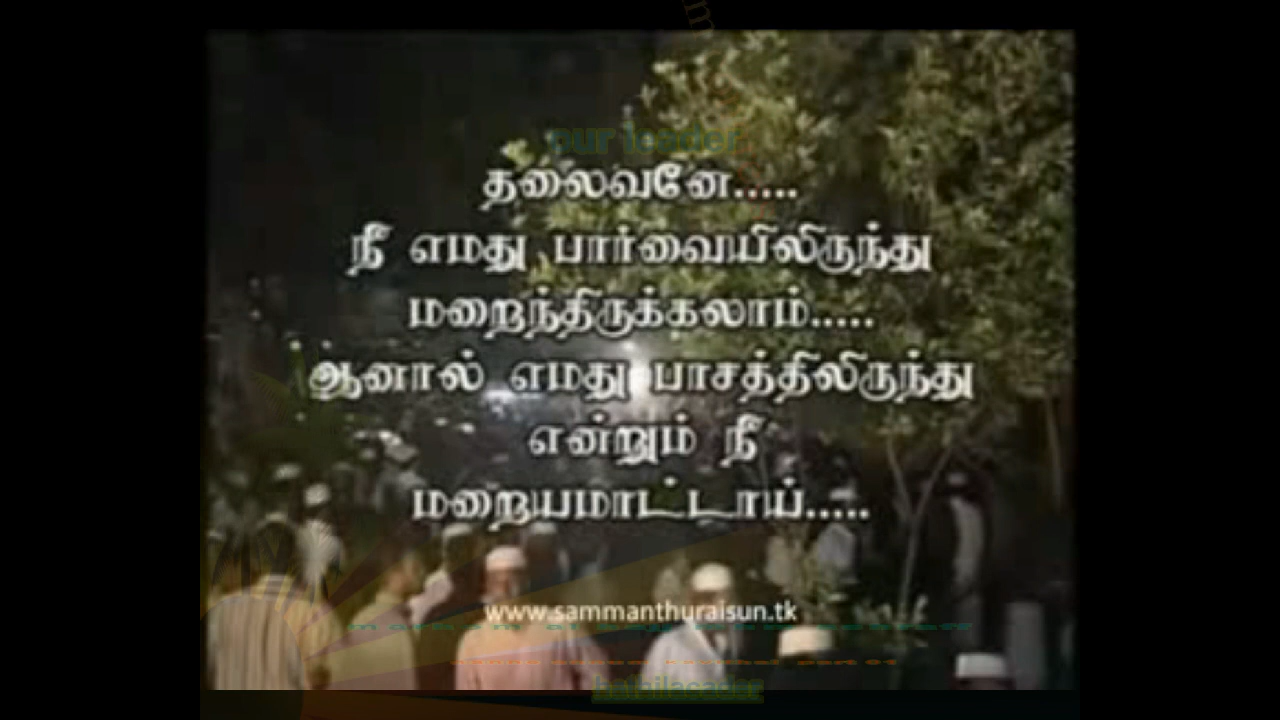 our leader
தலைவனே.....
நீ எமது பார்வையிலிருந்து
மறைந்திருக்கலாம்.....
ஆனால் எமது பாசத்திலிருந்து
என்றும் நீ
மறையமாட்டாய்.....
www.sammanthuraisun.tk